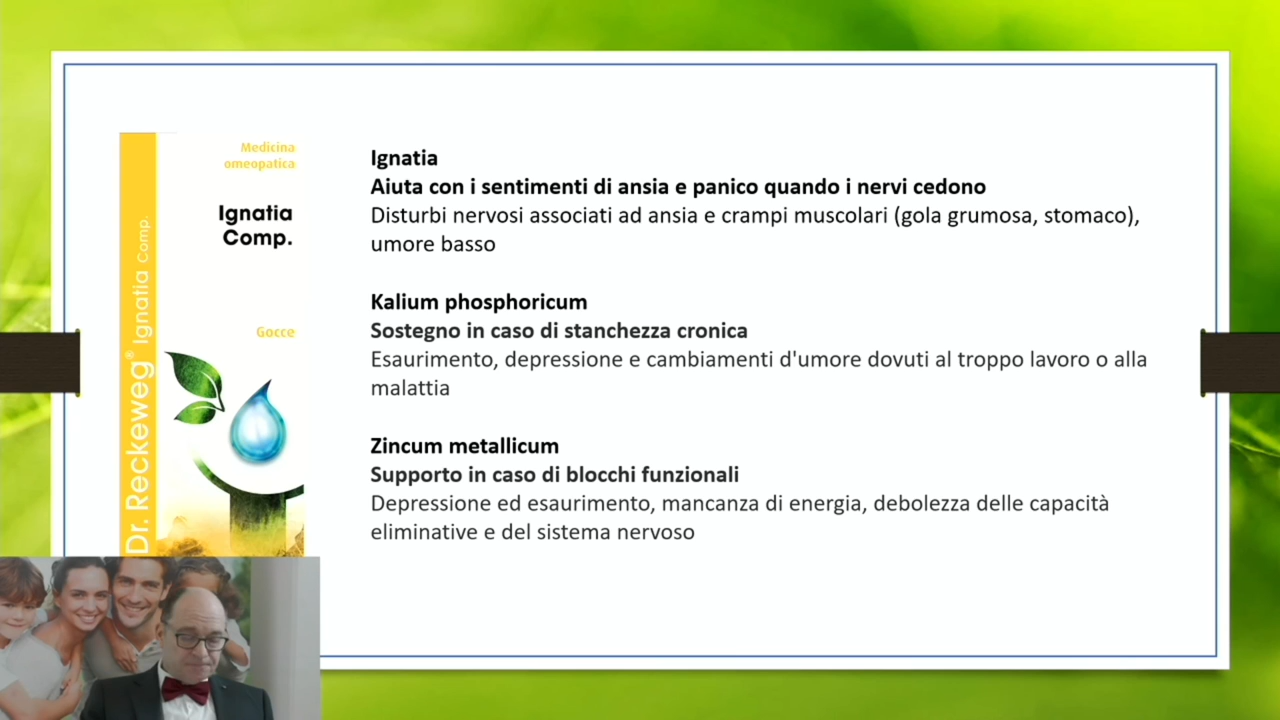 Medicina
omeopatica
Ignatia
Comp.
Gocce
Dr. Reckeweg® Ignatia Comp.
Ignatia
Aiuta con i sentimenti di ansia e panico quando i nervi cedono
Disturbi nervosi associati ad ansia e crampi muscolari (gola grumosa, stomaco),
umore basso
Kalium phosphoricum
Sostegno in caso di stanchezza cronica
Esaurimento, depressione e cambiamenti d'umore dovuti al troppo lavoro o alla
malattia
Zincum metallicum
Supporto in caso di blocchi funzionali
Depressione ed esaurimento, mancanza di energia, debolezza delle capacità
eliminative e del sistema nervoso